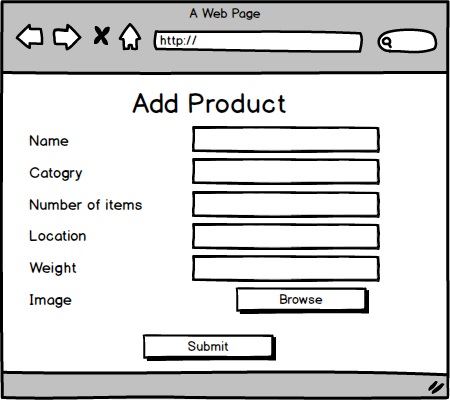 A Web Page
http://
Add Product
Name
Catogry
Number of items
Location
Weight
Image
Browse
Submit